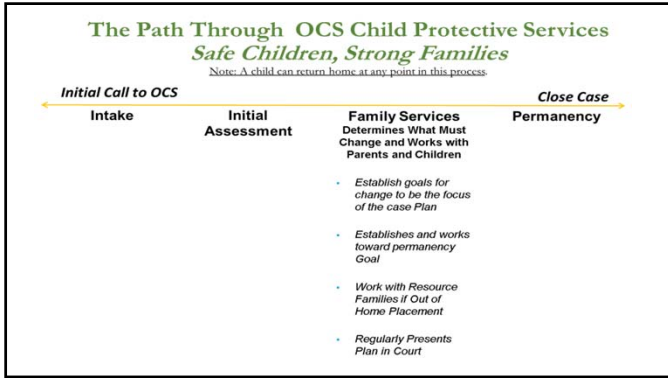 The Path Through OCS Child Protective Services
Safe Children, Strong Families
Note: A child can return home at any point in this process.
Initial Call to OCS
Close Case
Intake
Initial
Assessment
Family Services
Determines What Must
Change and Works with
Parents and Children
• Establish goals for
change to be the focus
of the case Plan
• Establishes and works
toward permanency
Goal
• Work with Resource
Families if Out of
Home Placement
• Regularly Presents
Plan in Court
Permanency